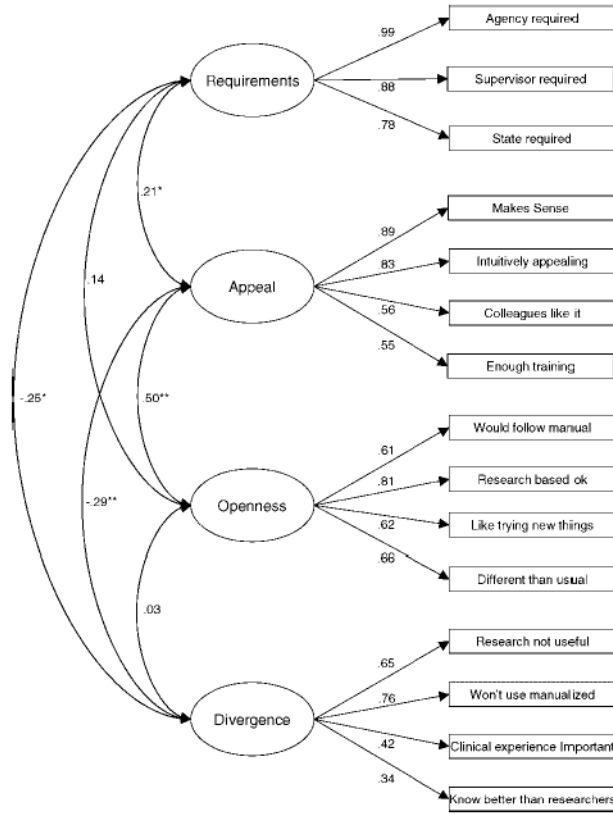 Agency required
.99
Requirements
.88
Supervisor required
.78
State required
.21*
Makes Sense
.89
Intuitively appealing
.83
.14
Appeal
.56
Colleagues like it
.55
Enough training
-.25*
.50**
Would follow manual
.61
.81
Research based ok
-.29**
Openness
.62
Like trying new things
.66
Different than usual
.03
Research not useful
.65
.76
Won't use manualized
Divergence
.42
Clinical experience Important
.34
Know better than researchers